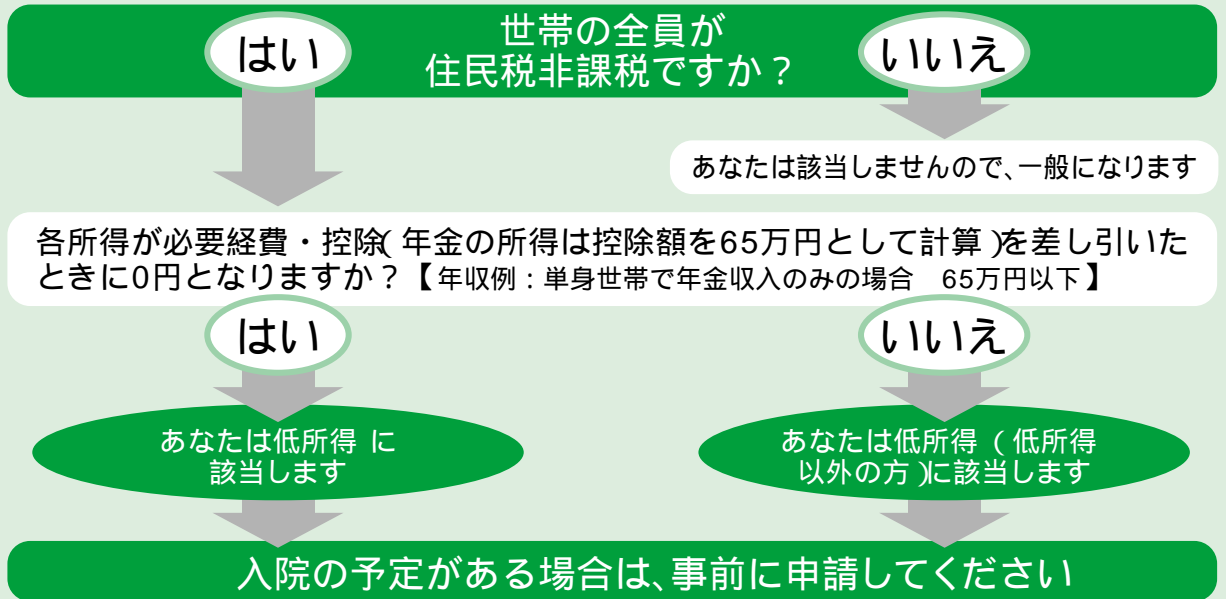 世帯の全員が
住民税非課税ですか？
はい
いいえ
あなたは該当しませんので、一般になります
各所得が必要経費・控除(年金の所得は控除額を65万円として計算)を差し引いた
ときに0円となりますか？【年収例：単身世帯で年金収入のみの場合　65万円以下】
はい
いいえ
あなたは低所得 に
該当します
あなたは低所得 (低所得
以外の方)に該当します
入院の予定がある場合は、事前に申請してください